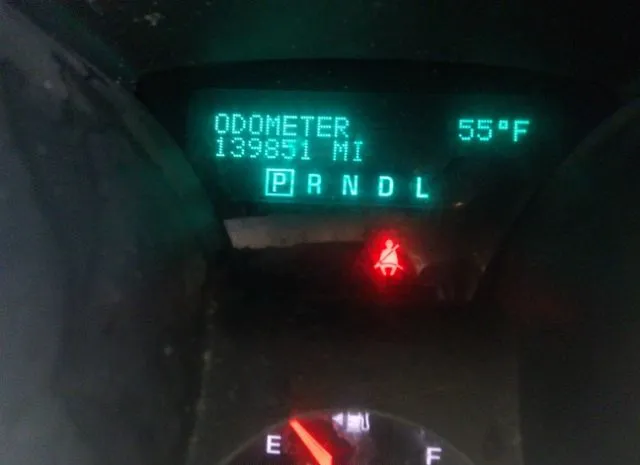 ODOMETER 55°F
139851 MI
P R N D L
E F